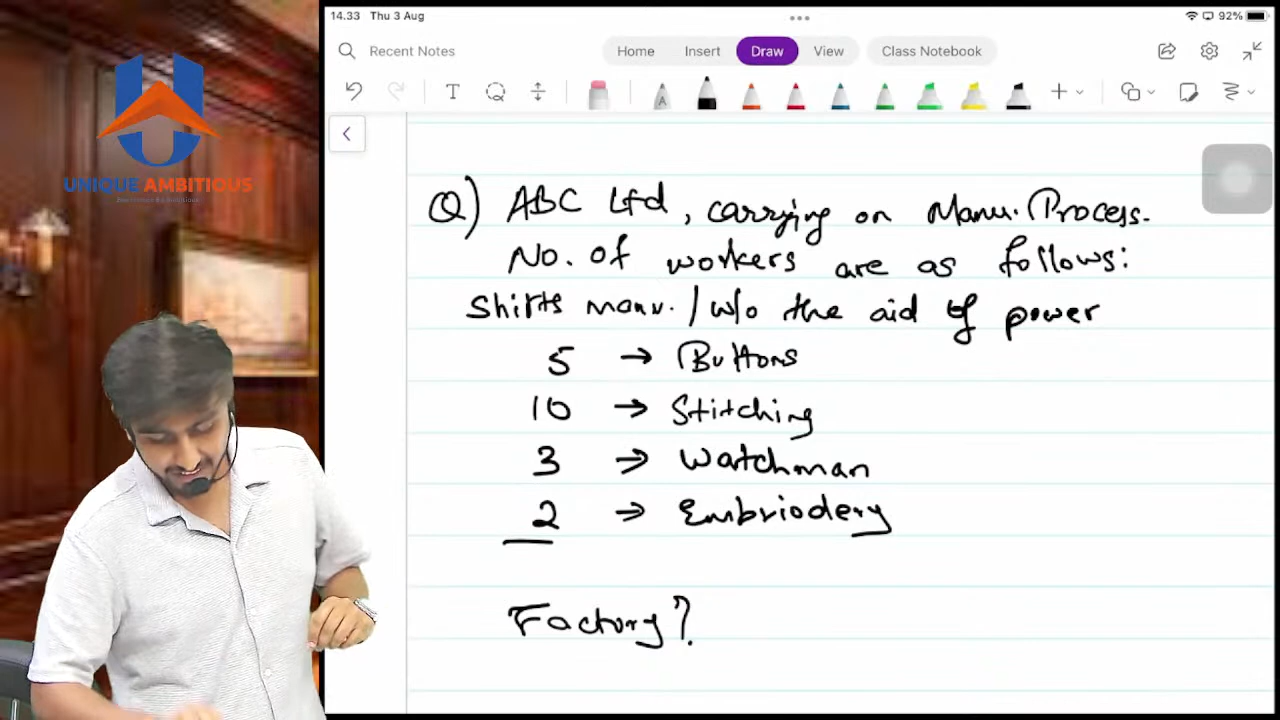 14.33 Thu 3 Aug
92%
Recent Notes
Home Insert Draw View Class Notebook
UNIQUE AMBITIOUS
Q) ABC Ltd, carrying on Manu. Process.
No. of workers are as follows:
Shirts manu. / w/o the aid of power
5 → Buttons
10 → Stitching
3 → Watchman
2 → Embriodery
Factory?